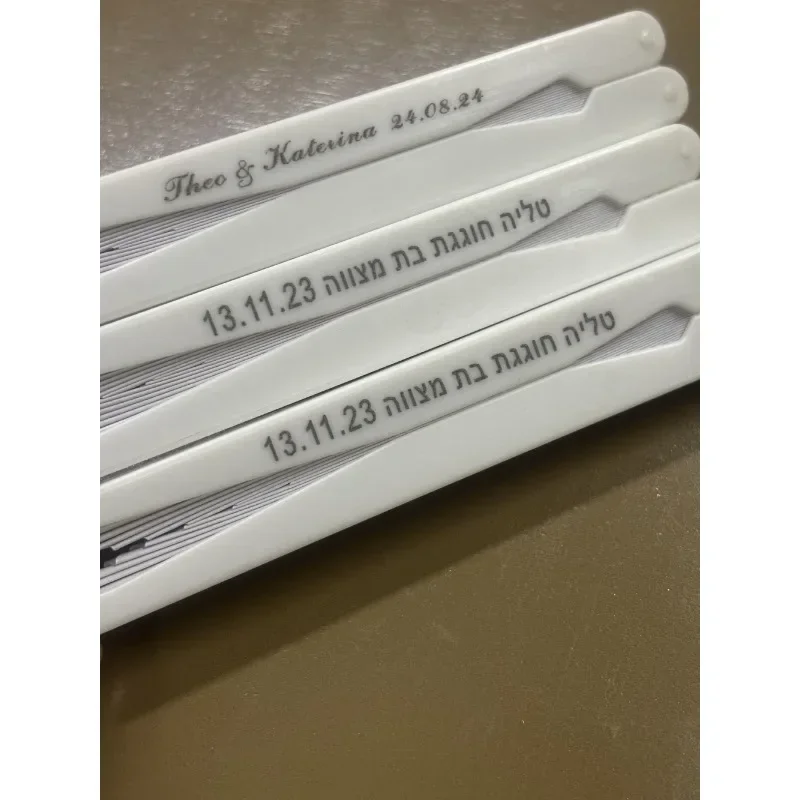 Theo & Katerina 24.08.24
טליה חוגגת בת מצווה 13.11.23
טליה חוגגת בת מצווה 13.11.23